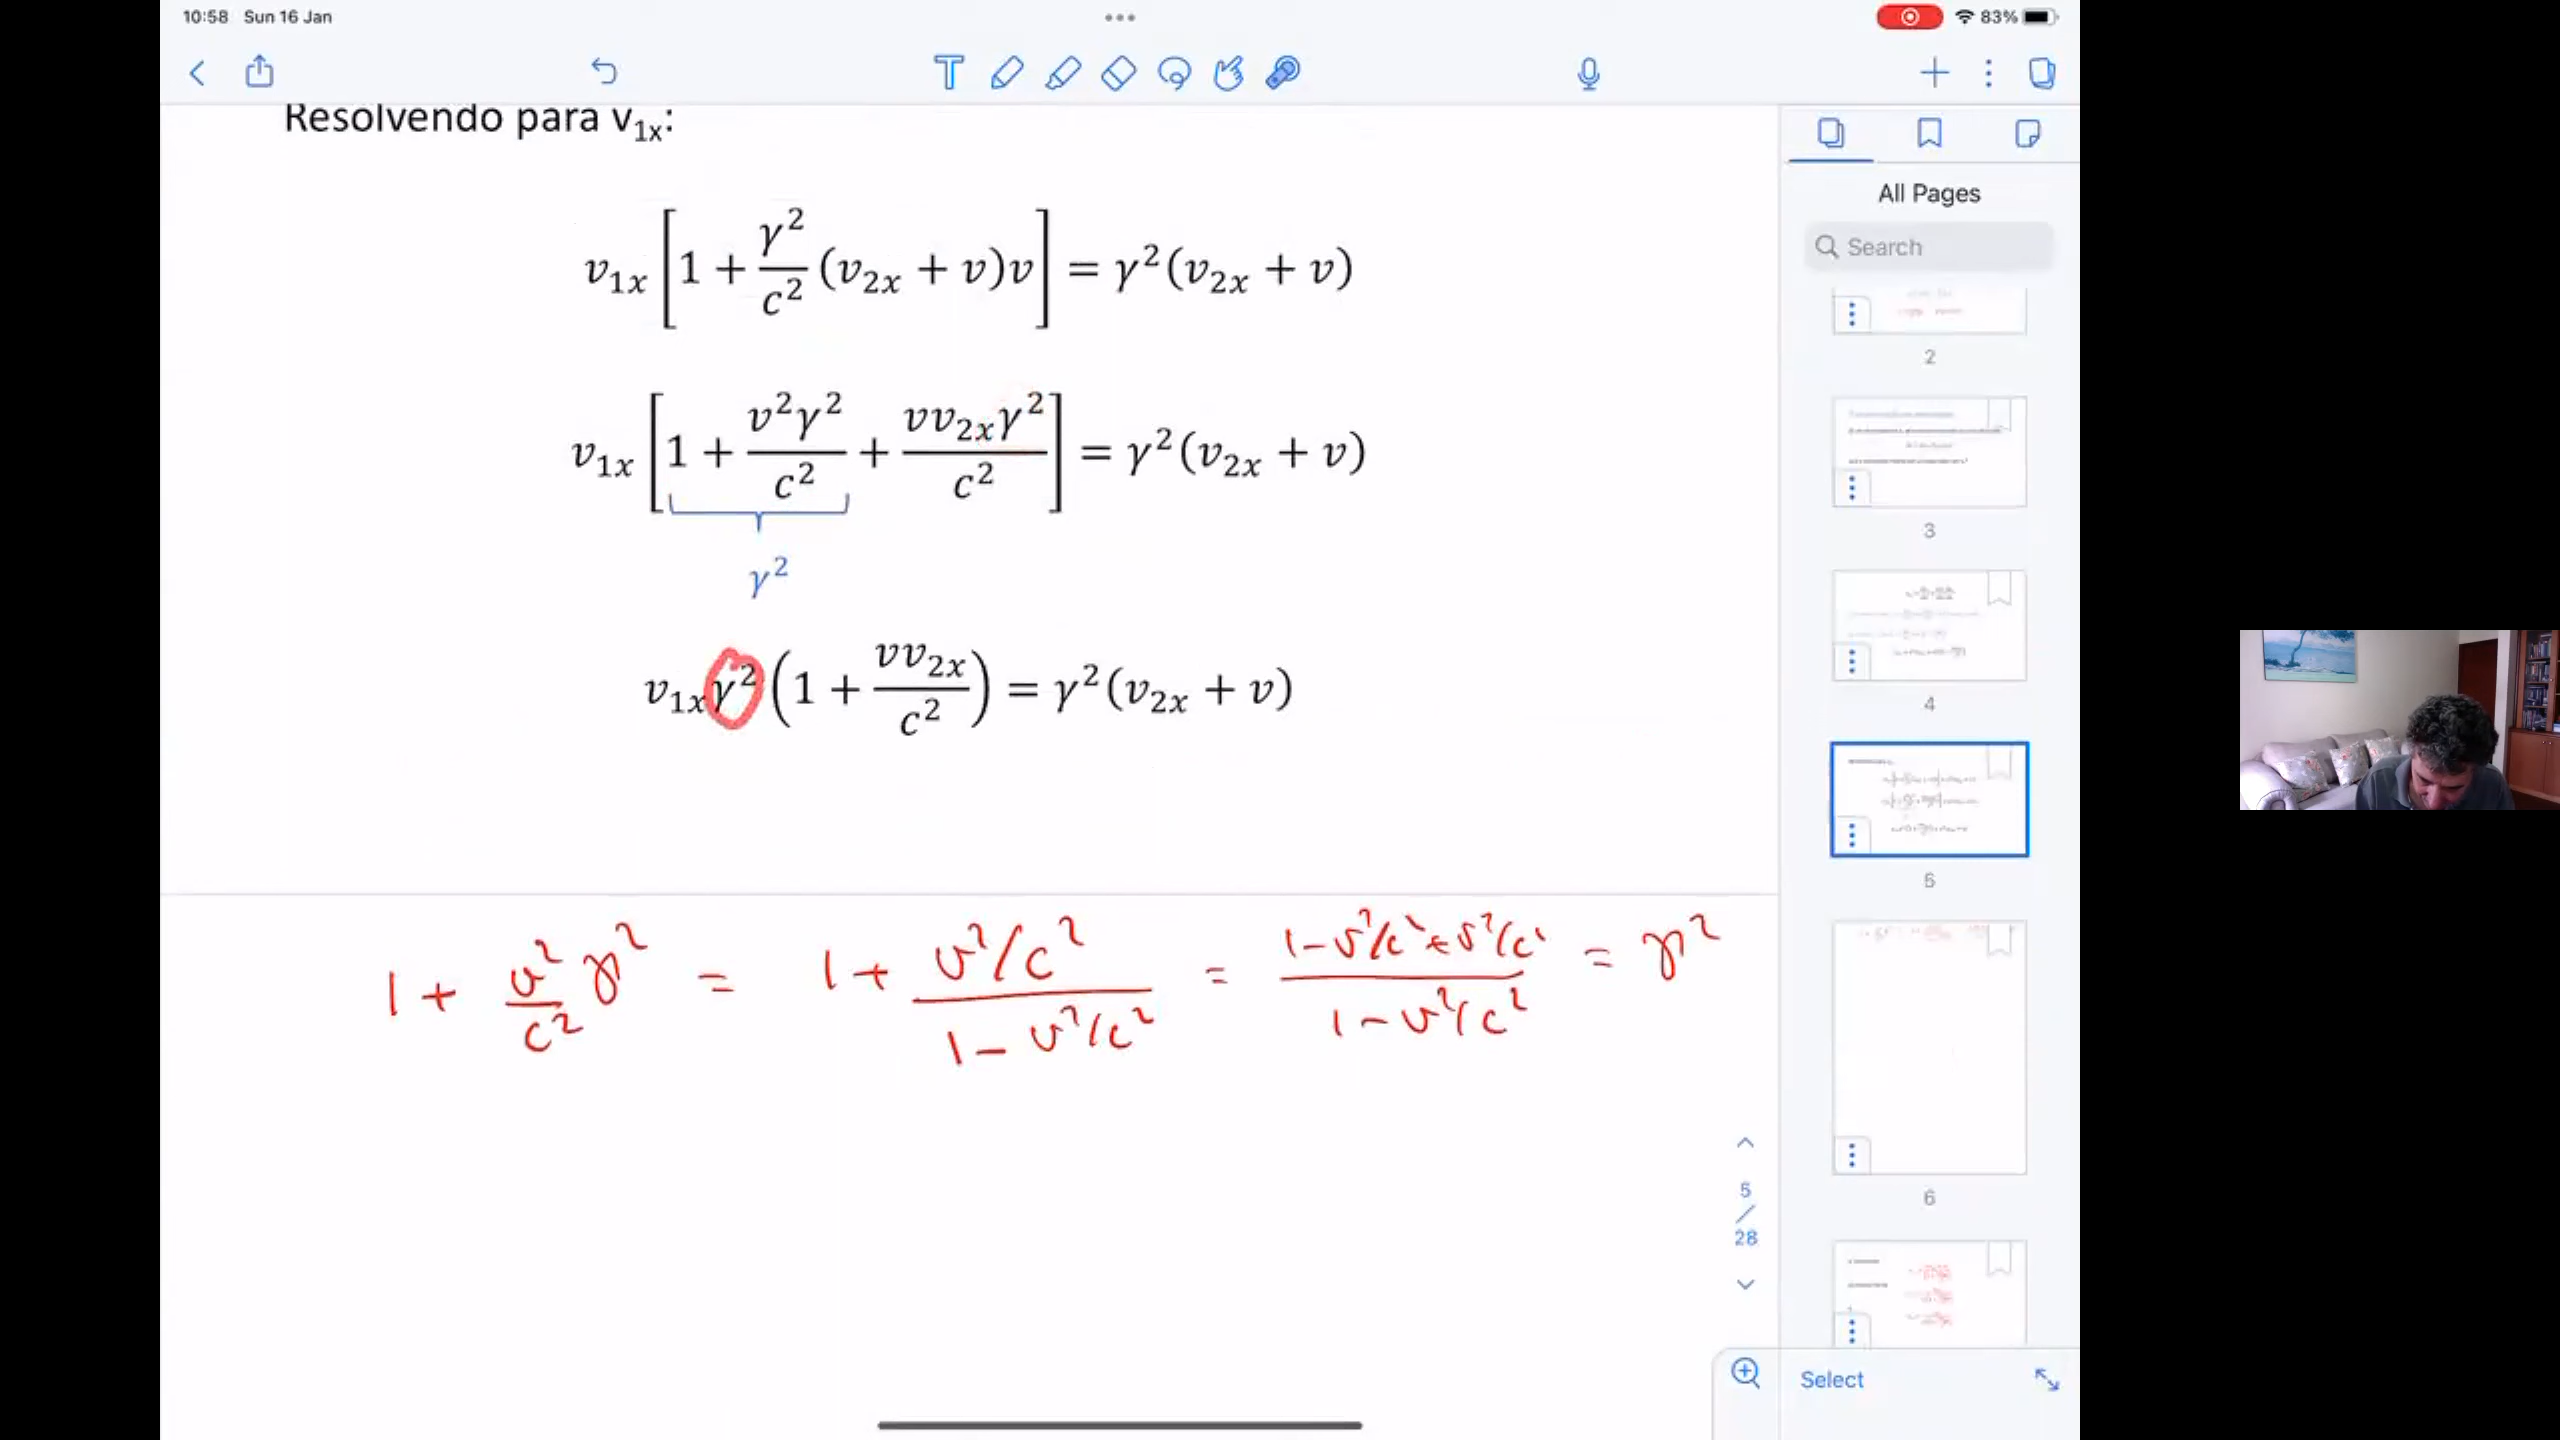 10:58 Sun 16 Jan
83%
Resolvendo para v₁ₓ:
v₁ₓ [1 + γ²/c² (v₂ₓ + v)v] = γ²(v₂ₓ + v)
v₁ₓ [1 + v²γ²/c² + vv₂ₓγ²/c²] = γ²(v₂ₓ + v)
γ²
v₁ₓγ² (1 + vv₂ₓ/c²) = γ²(v₂ₓ + v)
1 + v²/c² γ² = 1 + (v²/c²)/(1 - v²/c²) = (1 - v²/c² + v²/c²)/(1 - v²/c²) = γ²
5
/
28
All Pages
Search
2
3
4
5
6
Select